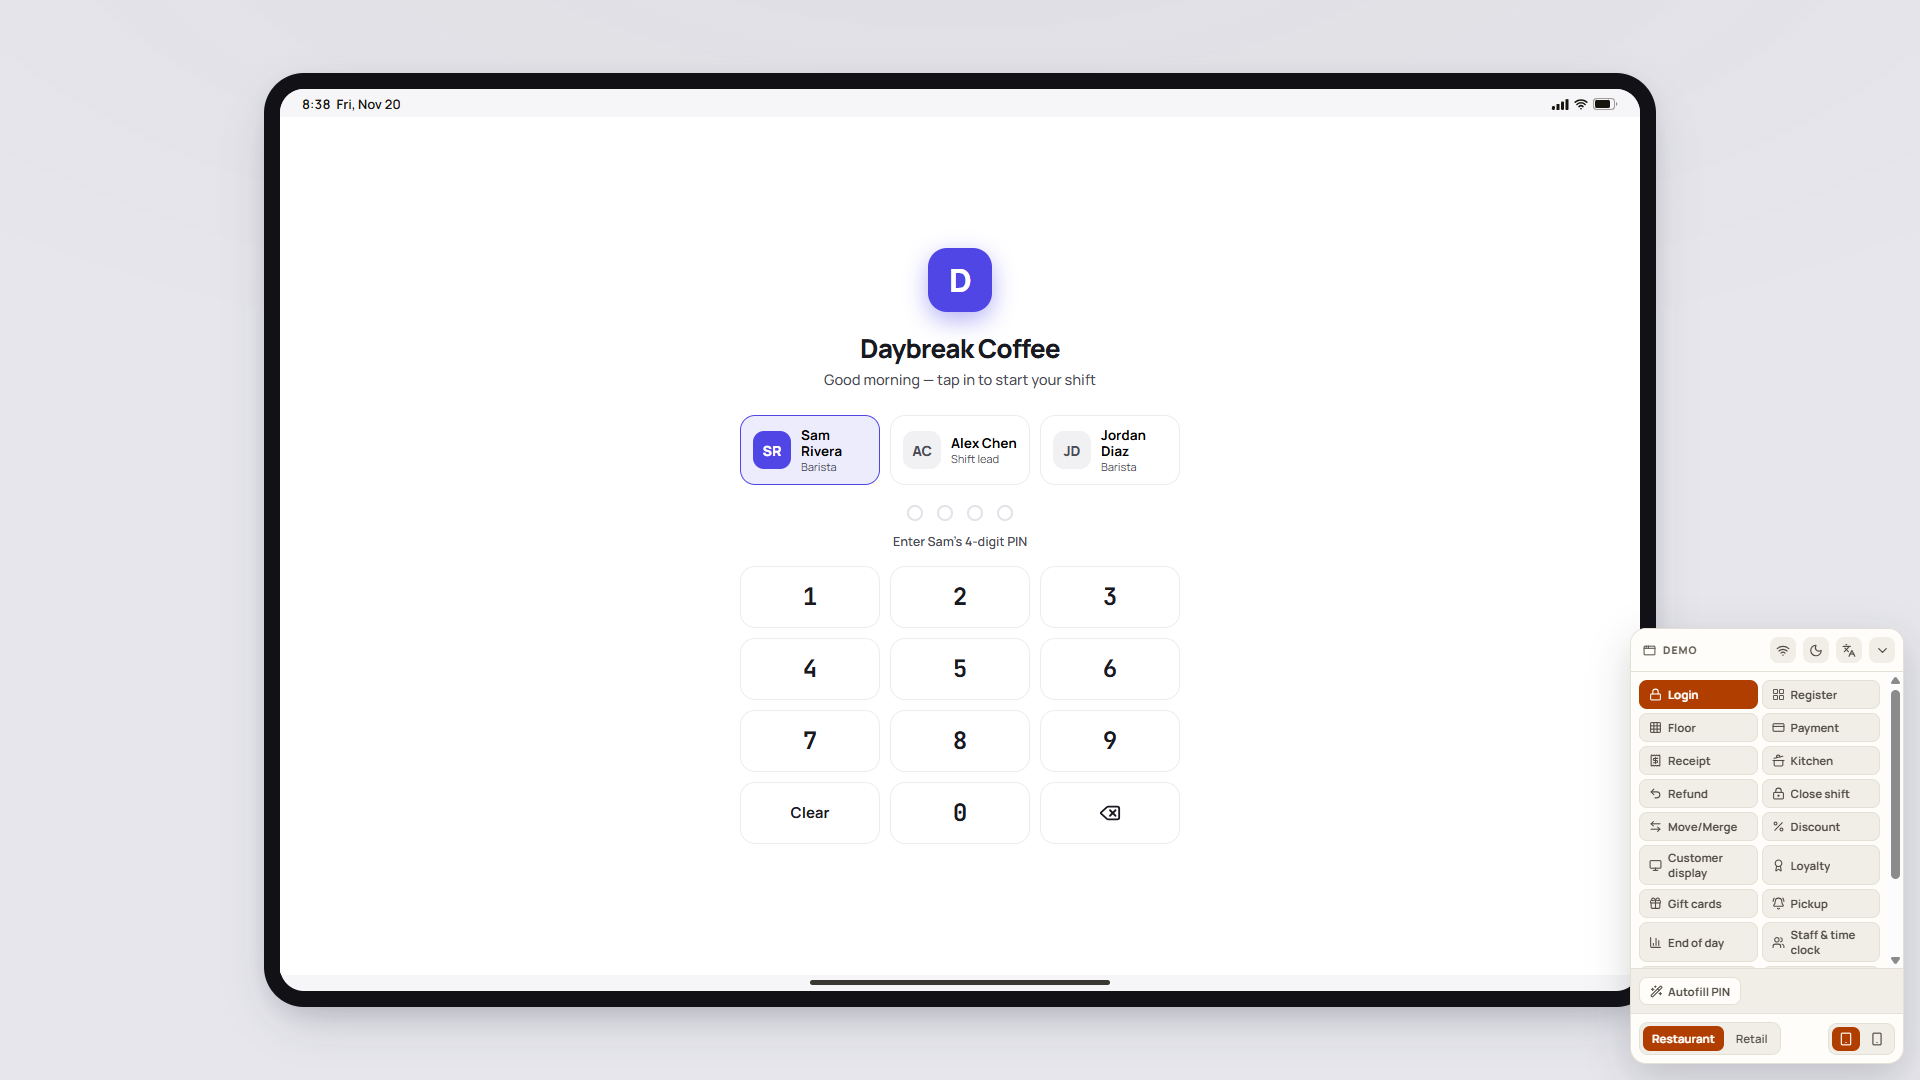 8:38 Fri, Nov 20
D
Daybreak Coffee
Good morning — tap in to start your shift
SR
Sam
Rivera
Barista
AC
Alex Chen
Shift lead
JD
Jordan
Diaz
Barista
Enter Sam's 4-digit PIN
1
2
3
4
5
6
7
8
9
Clear
0
DEMO
Login
Register
Floor
Payment
Receipt
Kitchen
Refund
Close shift
Move/Merge
Discount
Customer
display
Loyalty
Gift cards
Pickup
End of day
Staff & time
clock
Autofill PIN
Restaurant
Retail